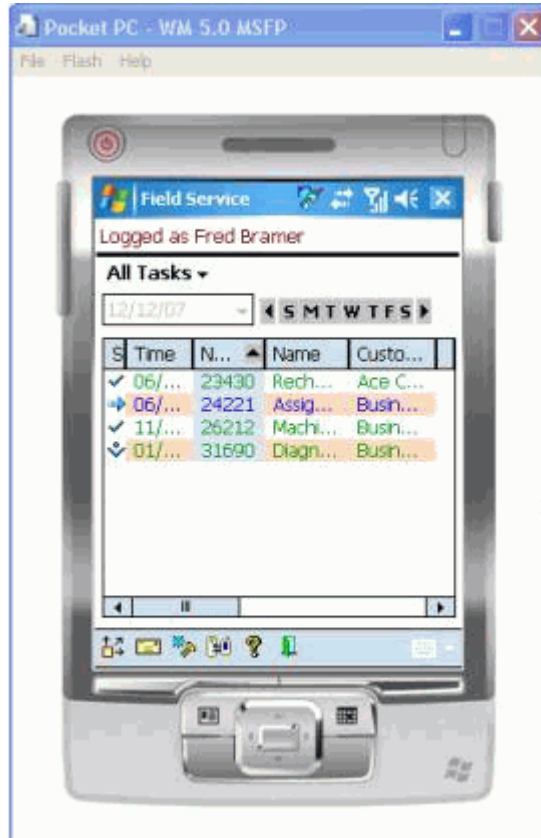 Pocket PC - WM 5.0 MSFP
File Flash Help
Field Service
Logged as Fred Bramer
All Tasks
12/12/07 S M T W T F S
S Time N... Name Custo...
06/... 23430 Rech... Ace C...
06/... 24221 Assig... Busin...
11/... 26212 Machi... Busin...
01/... 31690 Diagn... Busin...